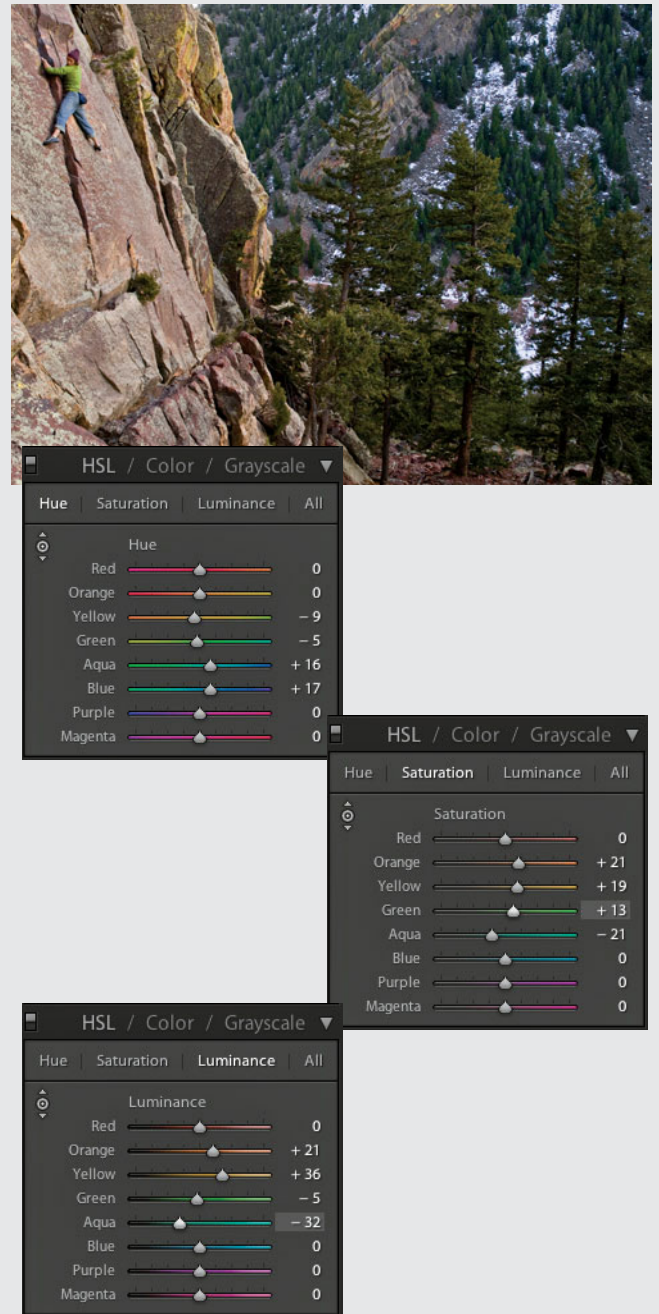 HSL / Color / Grayscale ▼
Hue | Saturation | Luminance | All
Hue
Red 0
Orange 0
Yellow – 9
Green – 5
Aqua + 16
Blue + 17
Purple 0
Magenta 0
HSL / Color / Grayscale ▼
Hue | Saturation | Luminance | All
Saturation
Red 0
Orange + 21
Yellow + 19
Green + 13
Aqua – 21
Blue 0
Purple 0
Magenta 0
HSL / Color / Grayscale ▼
Hue | Saturation | Luminance | All
Luminance
Red 0
Orange + 21
Yellow + 36
Green – 5
Aqua – 32
Blue 0
Purple 0
Magenta 0